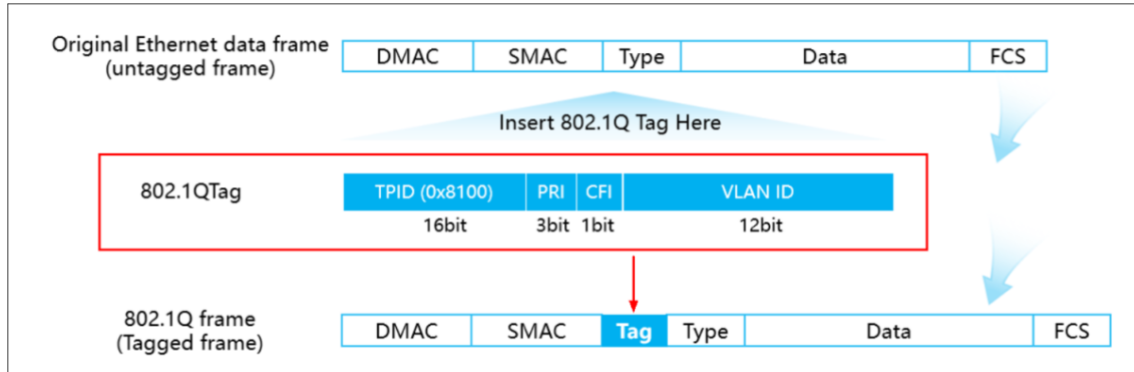 Original Ethernet data frame
(untagged frame)
DMAC SMAC Type Data FCS
Insert 802.1Q Tag Here
802.1QTag
TPID (0x8100) PRI CFI VLAN ID
16bit 3bit 1bit 12bit
802.1Q frame
(Tagged frame)
DMAC SMAC Tag Type Data FCS